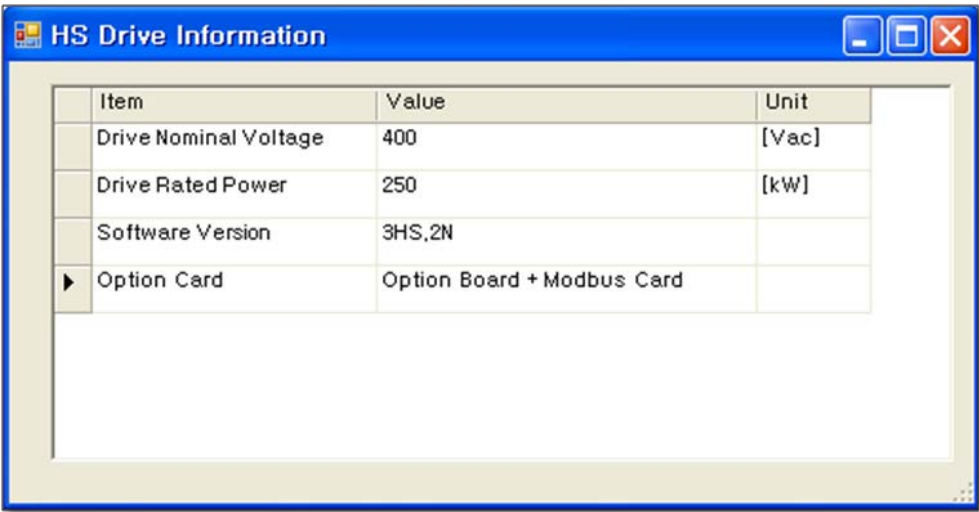 HS Drive Information
Item Value Unit
Drive Nominal Voltage 400 [Vac]
Drive Rated Power 250 [kW]
Software Version 3HS,2N
Option Card Option Board + Modbus Card